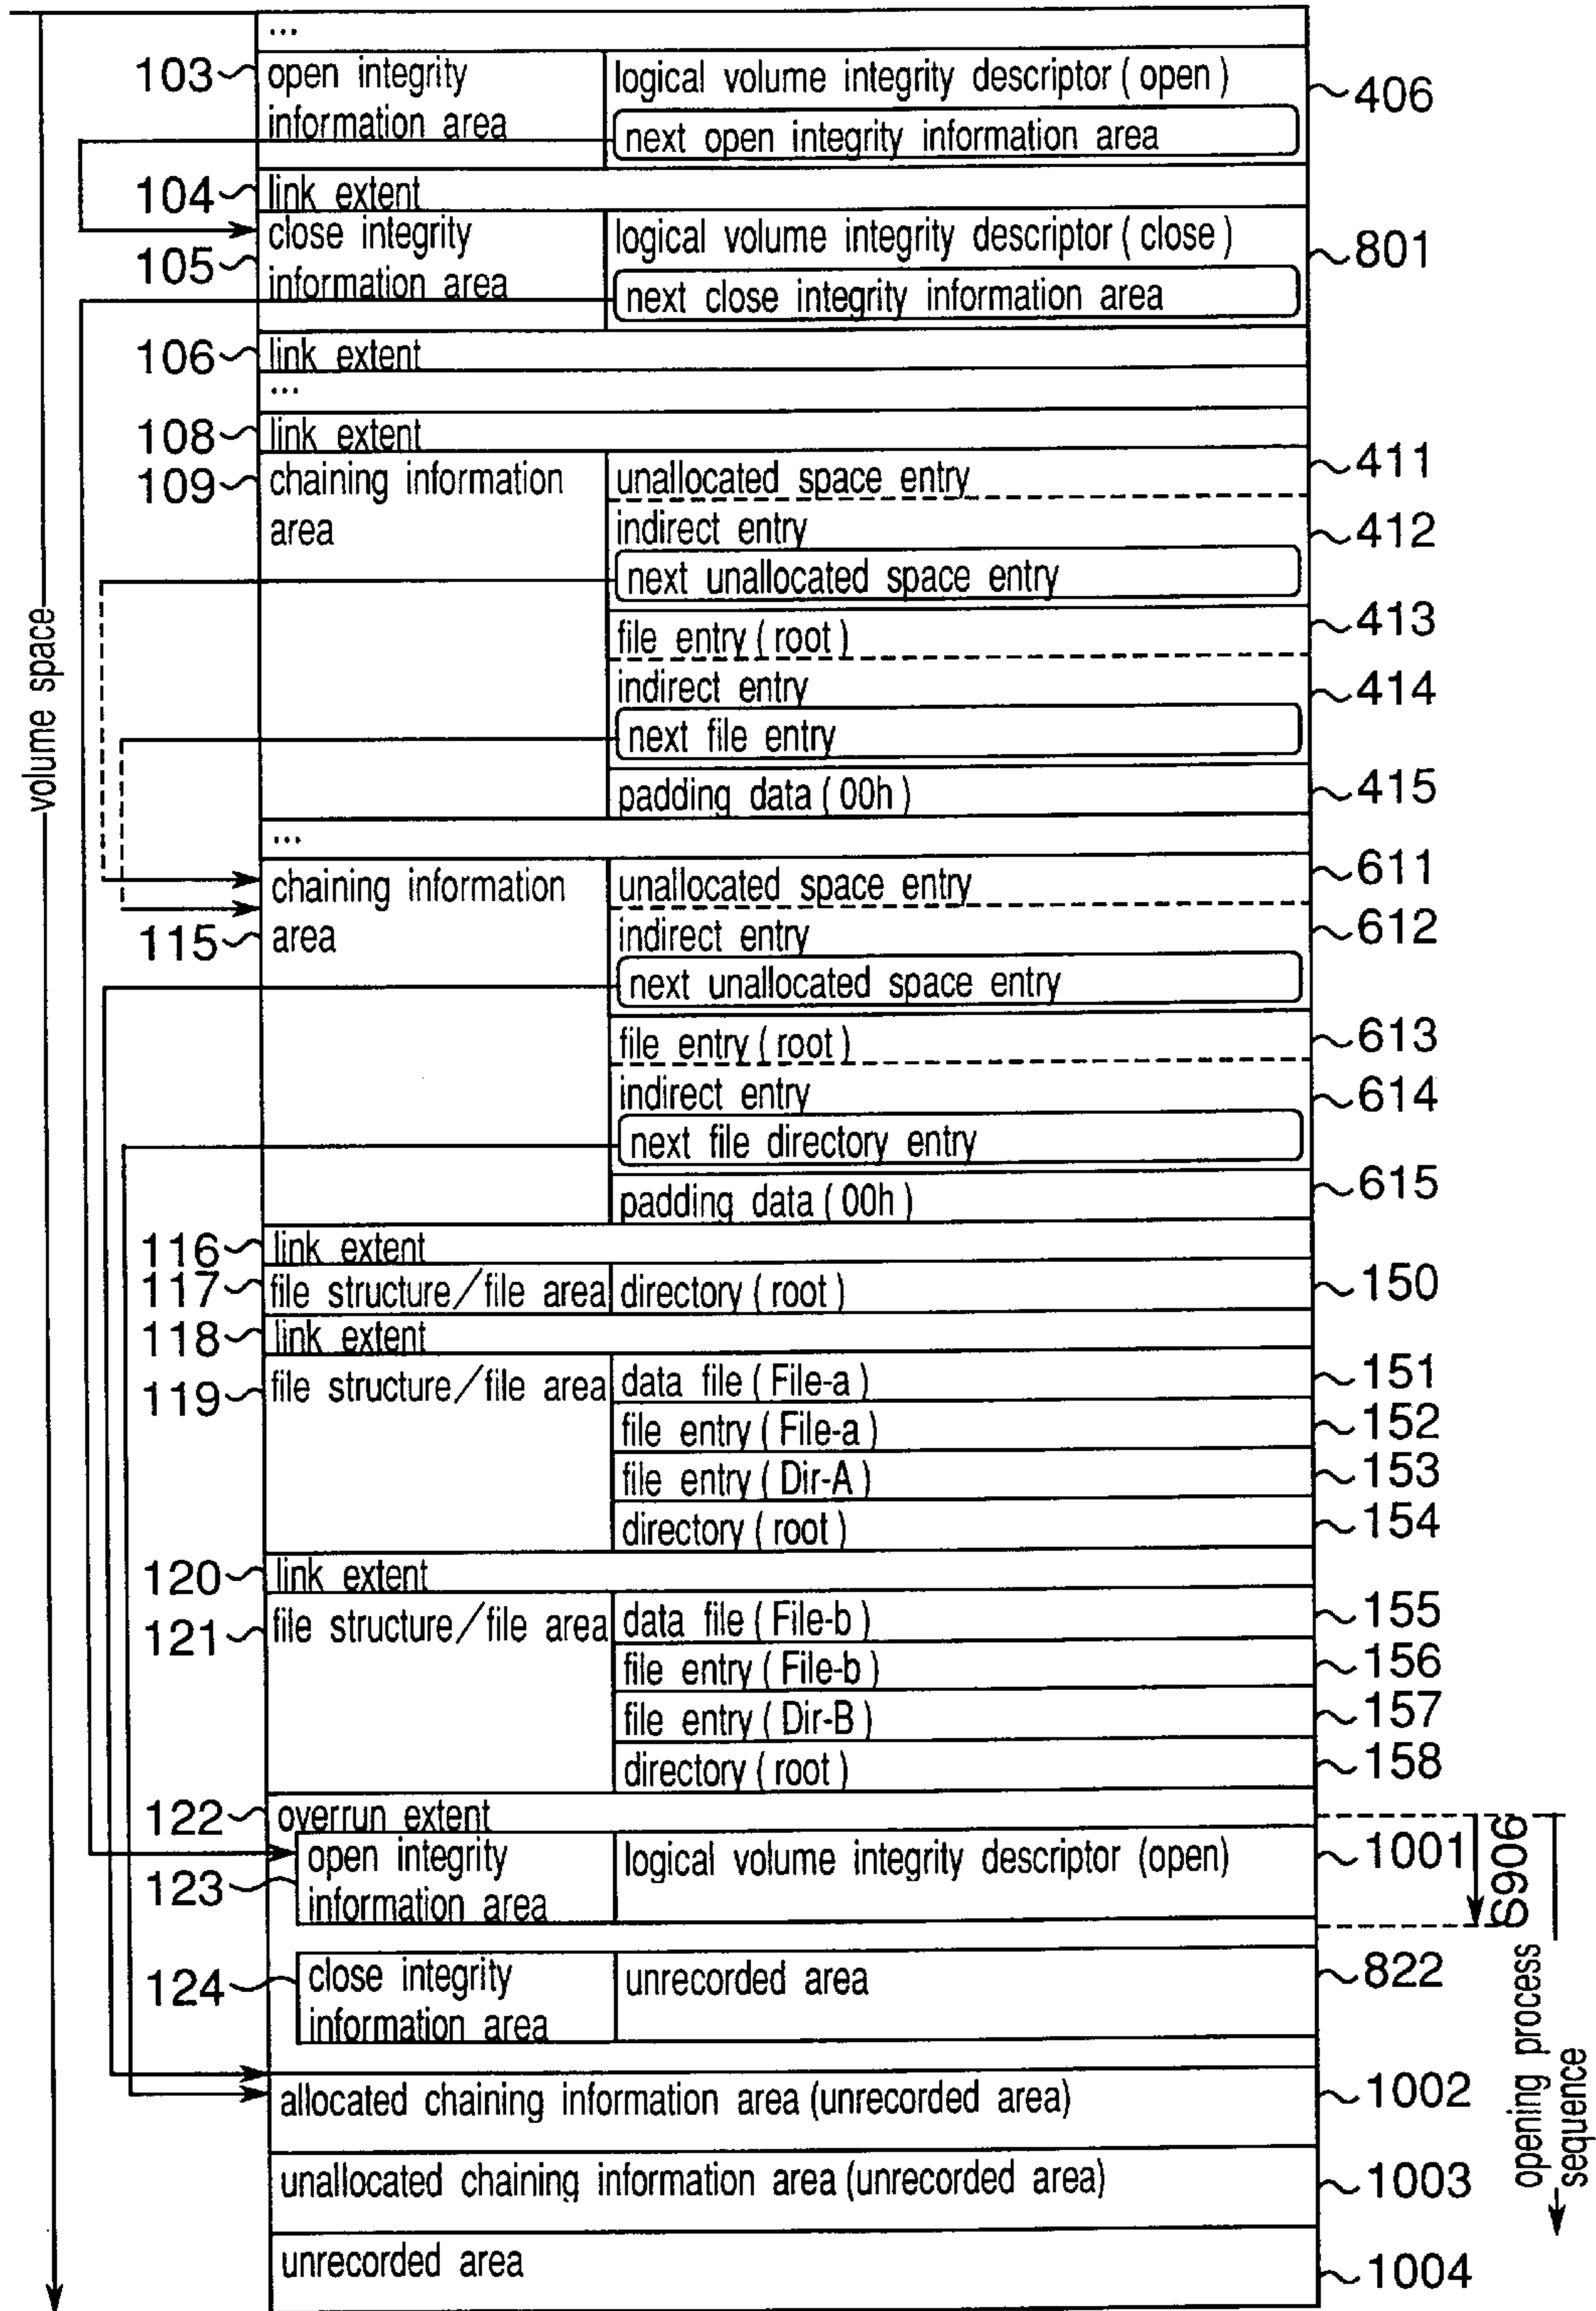 ...
103 open integrity logical volume integrity descriptor ( open )
information area next open integrity information area
406
104 link extent
close integrity logical volume integrity descriptor ( close )
105 information area next close integrity information area
801
106 link extent
...
108 link extent
109 chaining information unallocated space entry 411
area indirect entry 412
next unallocated space entry
file entry ( root ) 413
indirect entry 414
next file entry
padding data ( 00h ) 415
...
chaining information unallocated space entry 611
115 area indirect entry 612
next unallocated space entry
file entry ( root ) 613
indirect entry 614
next file directory entry
padding data ( 00h ) 615
116 link extent
117 file structure/file area directory ( root ) 150
118 link extent
119 file structure/file area data file ( File-a ) 151
file entry ( File-a ) 152
file entry ( Dir-A ) 153
directory ( root ) 154
120 link extent
121 file structure/file area data file ( File-b ) 155
file entry ( File-b ) 156
file entry ( Dir-B ) 157
directory ( root ) 158
122 overrun extent
open integrity logical volume integrity descriptor (open) 1001
123 information area
S906
124 close integrity unrecorded area 822
information area
allocated chaining information area (unrecorded area) 1002
unallocated chaining information area (unrecorded area) 1003
unrecorded area 1004
volume space
opening process
sequence